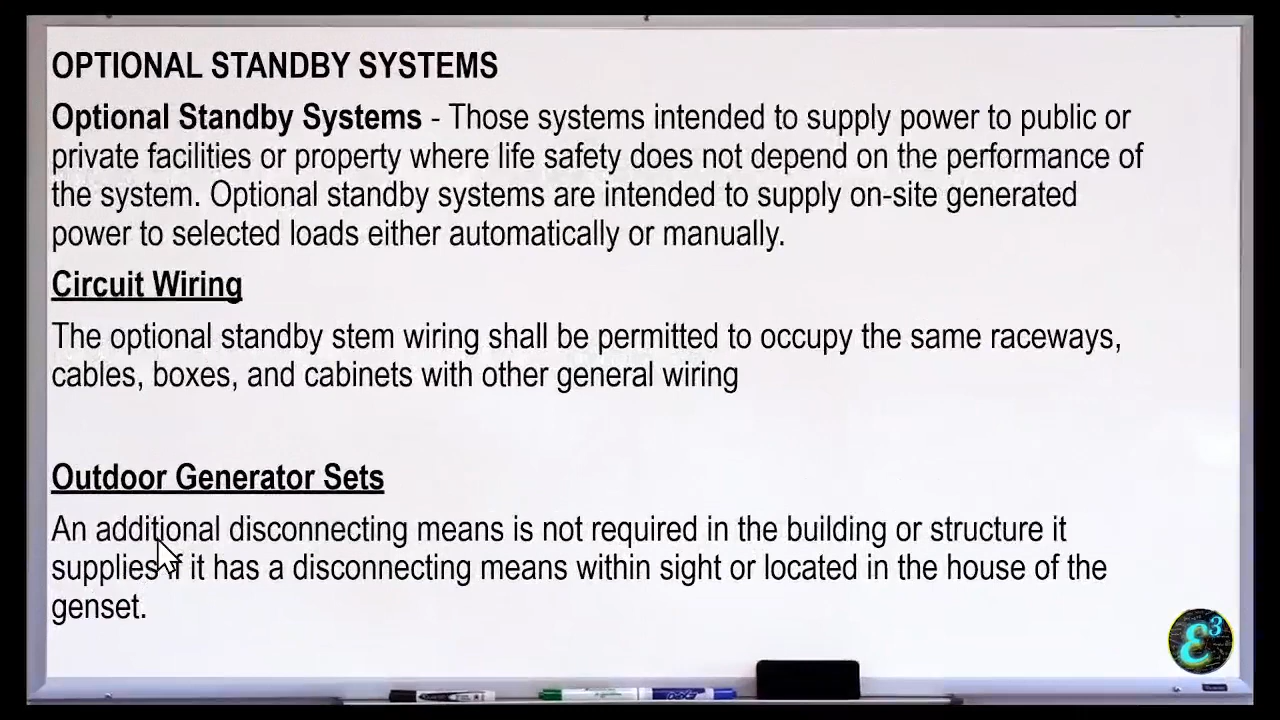 OPTIONAL STANDBY SYSTEMS
Optional Standby Systems - Those systems intended to supply power to public or
private facilities or property where life safety does not depend on the performance of
the system. Optional standby systems are intended to supply on-site generated
power to selected loads either automatically or manually.
Circuit Wiring
The optional standby stem wiring shall be permitted to occupy the same raceways,
cables, boxes, and cabinets with other general wiring
Outdoor Generator Sets
An additional disconnecting means is not required in the building or structure it
supplies if it has a disconnecting means within sight or located in the house of the
genset.
ε3